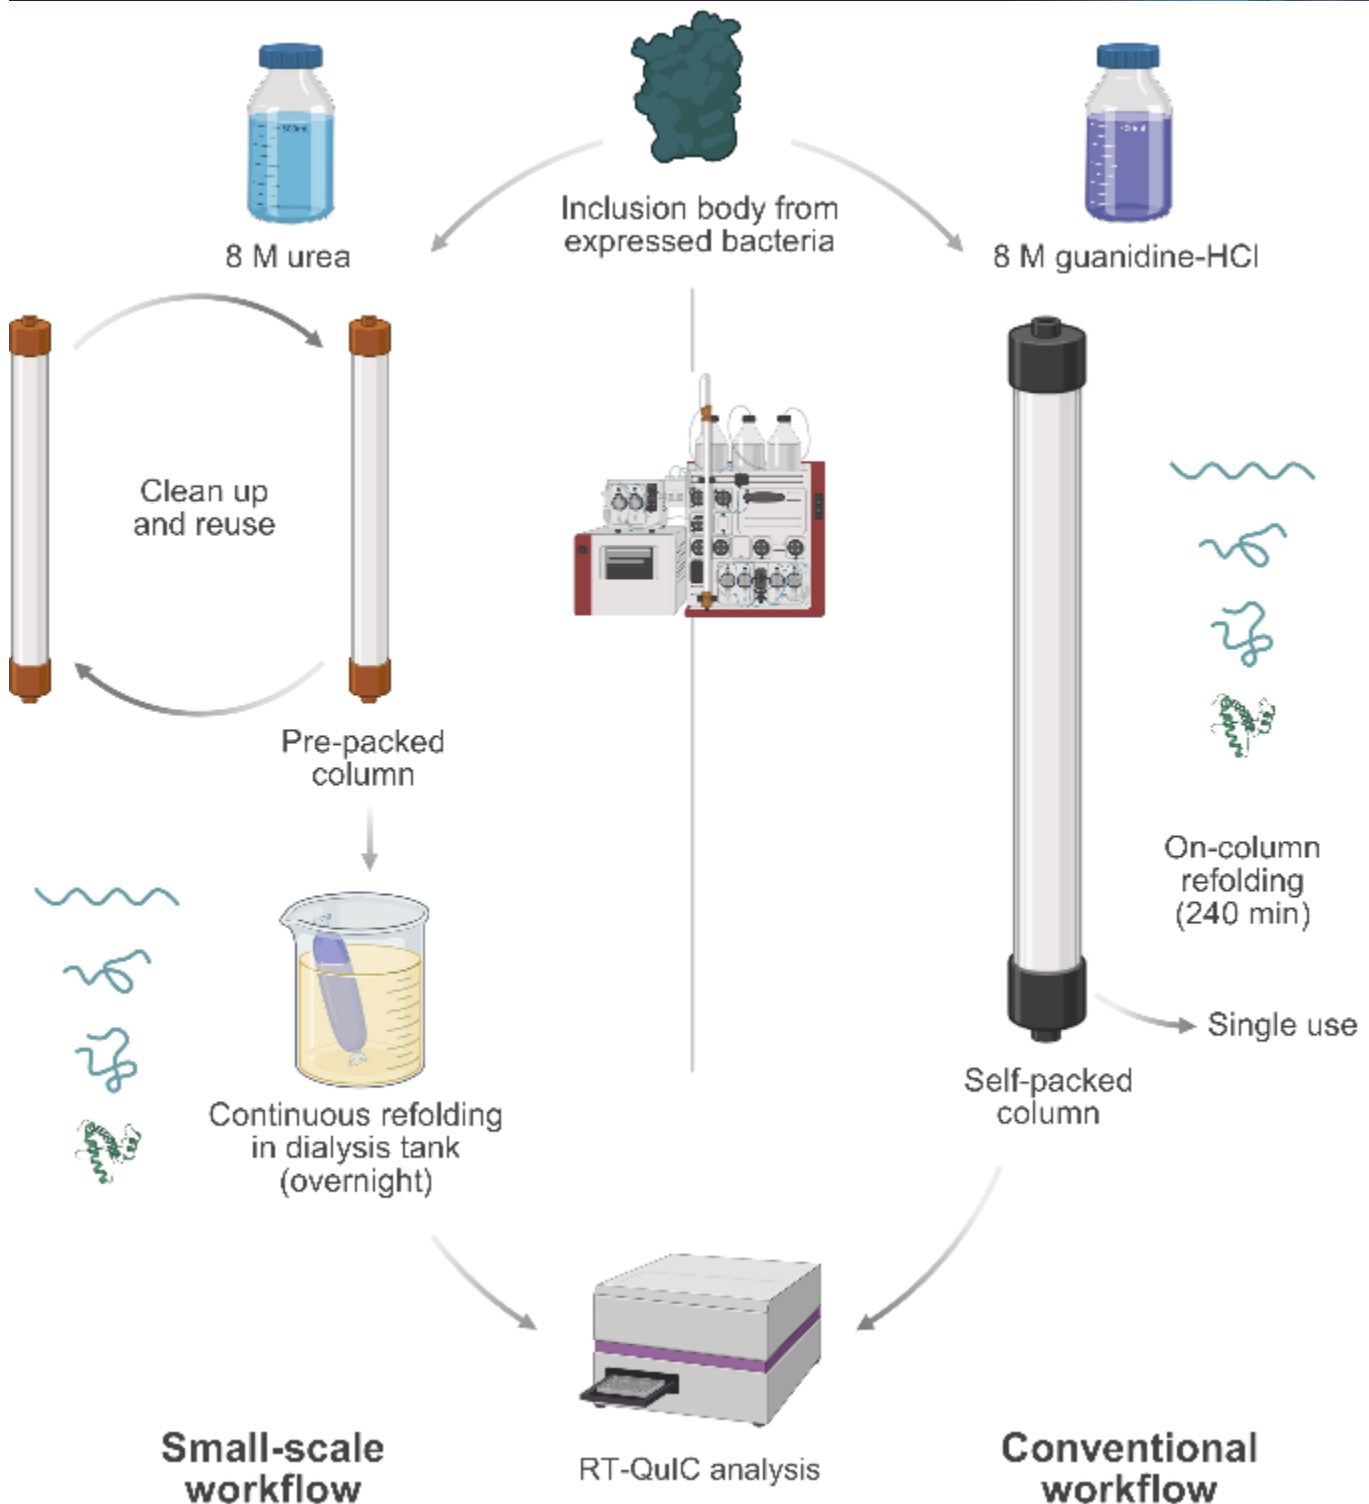 Inclusion body from
expressed bacteria
8 M urea
8 M guanidine-HCl
Clean up
and reuse
Pre-packed
column
Continuous refolding
in dialysis tank
(overnight)
On-column
refolding
(240 min)
Single use
Self-packed
column
RT-QuIC analysis
Small-scale
workflow
Conventional
workflow